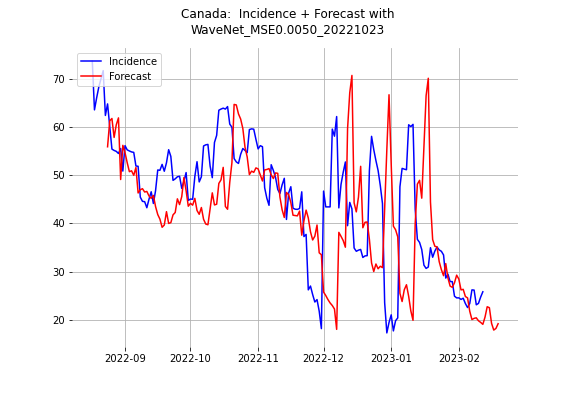 Canada:  Incidence + Forecast with
WaveNet_MSE0.0050_20221023
Incidence
Forecast
70
60
50
40
30
20
2022-09 2022-10 2022-11 2022-12 2023-01 2023-02